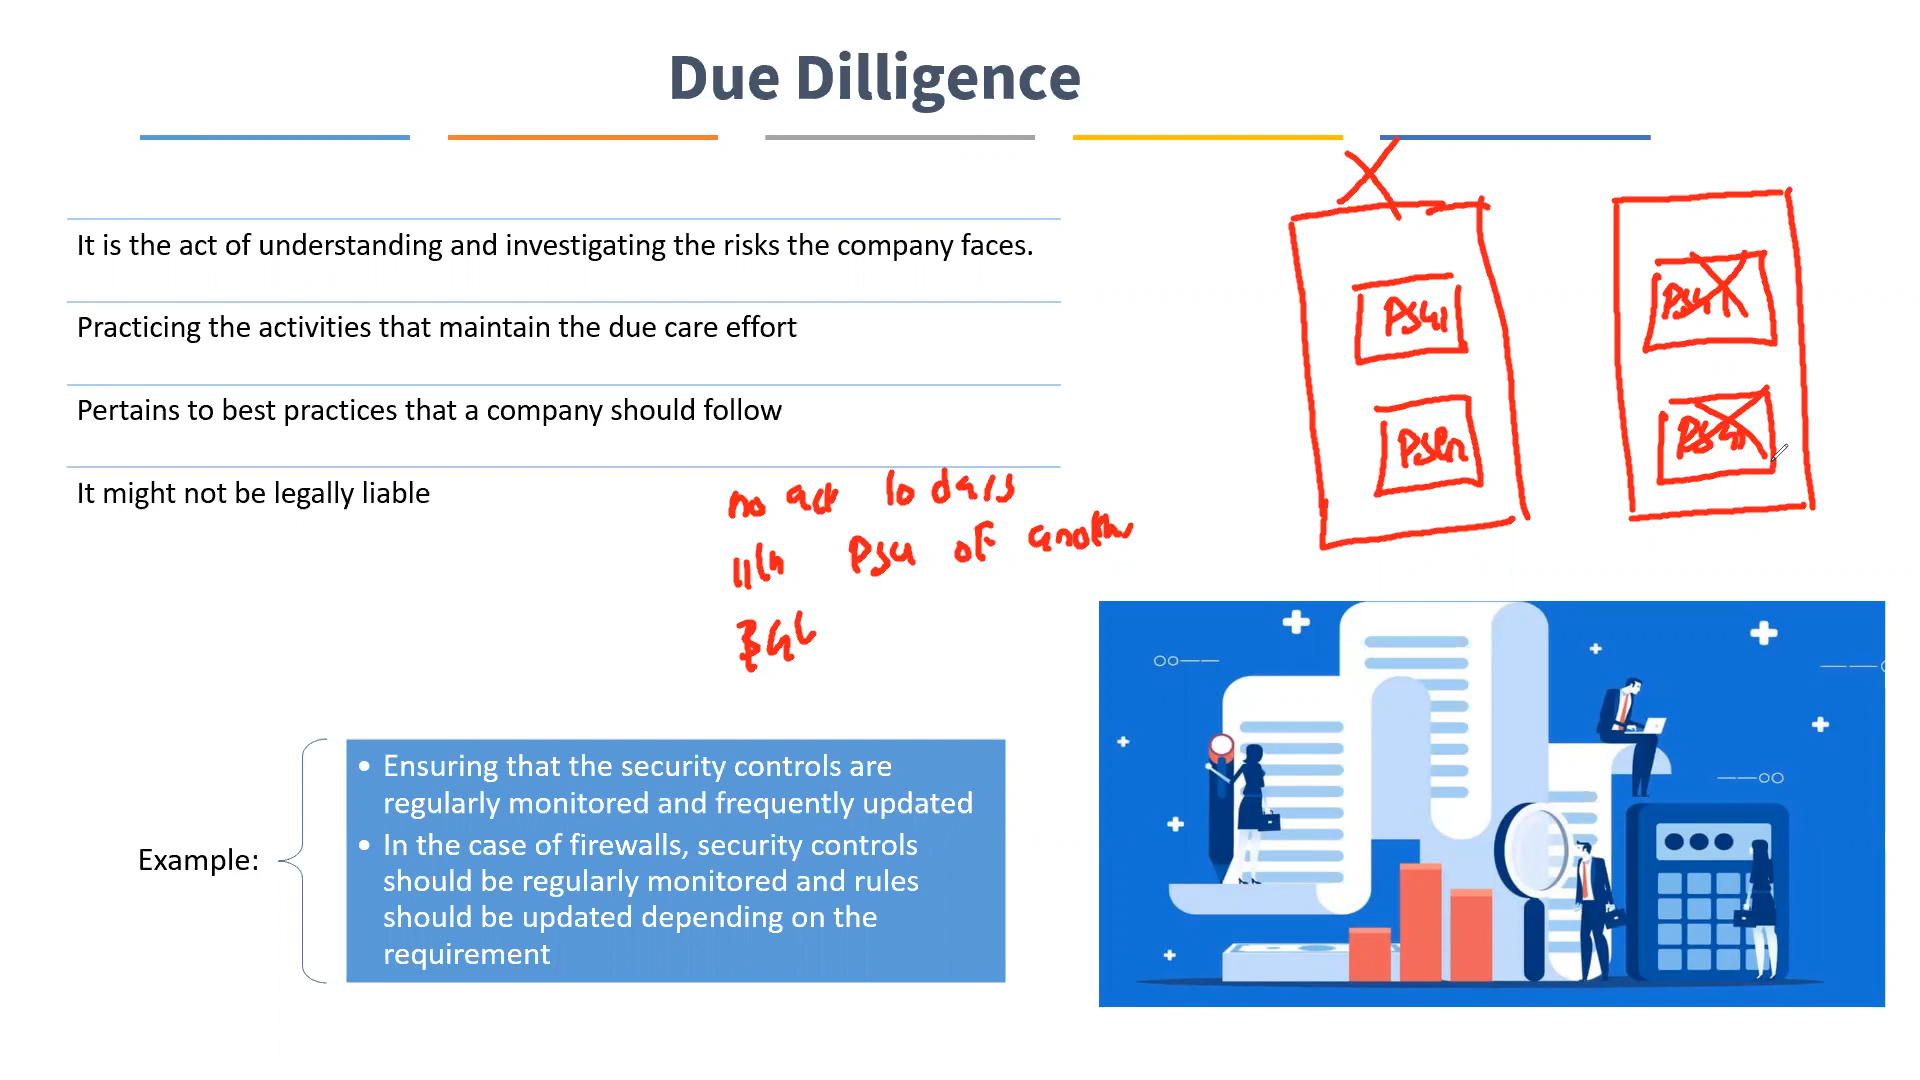 Due Dilligence
It is the act of understanding and investigating the risks the company faces.
Practicing the activities that maintain the due care effort
Pertains to best practices that a company should follow
It might not be legally liable
no act 10 days
11th PSU of another
PSU1
PSU2
Example:
• Ensuring that the security controls are
regularly monitored and frequently updated
• In the case of firewalls, security controls
should be regularly monitored and rules
should be updated depending on the
requirement